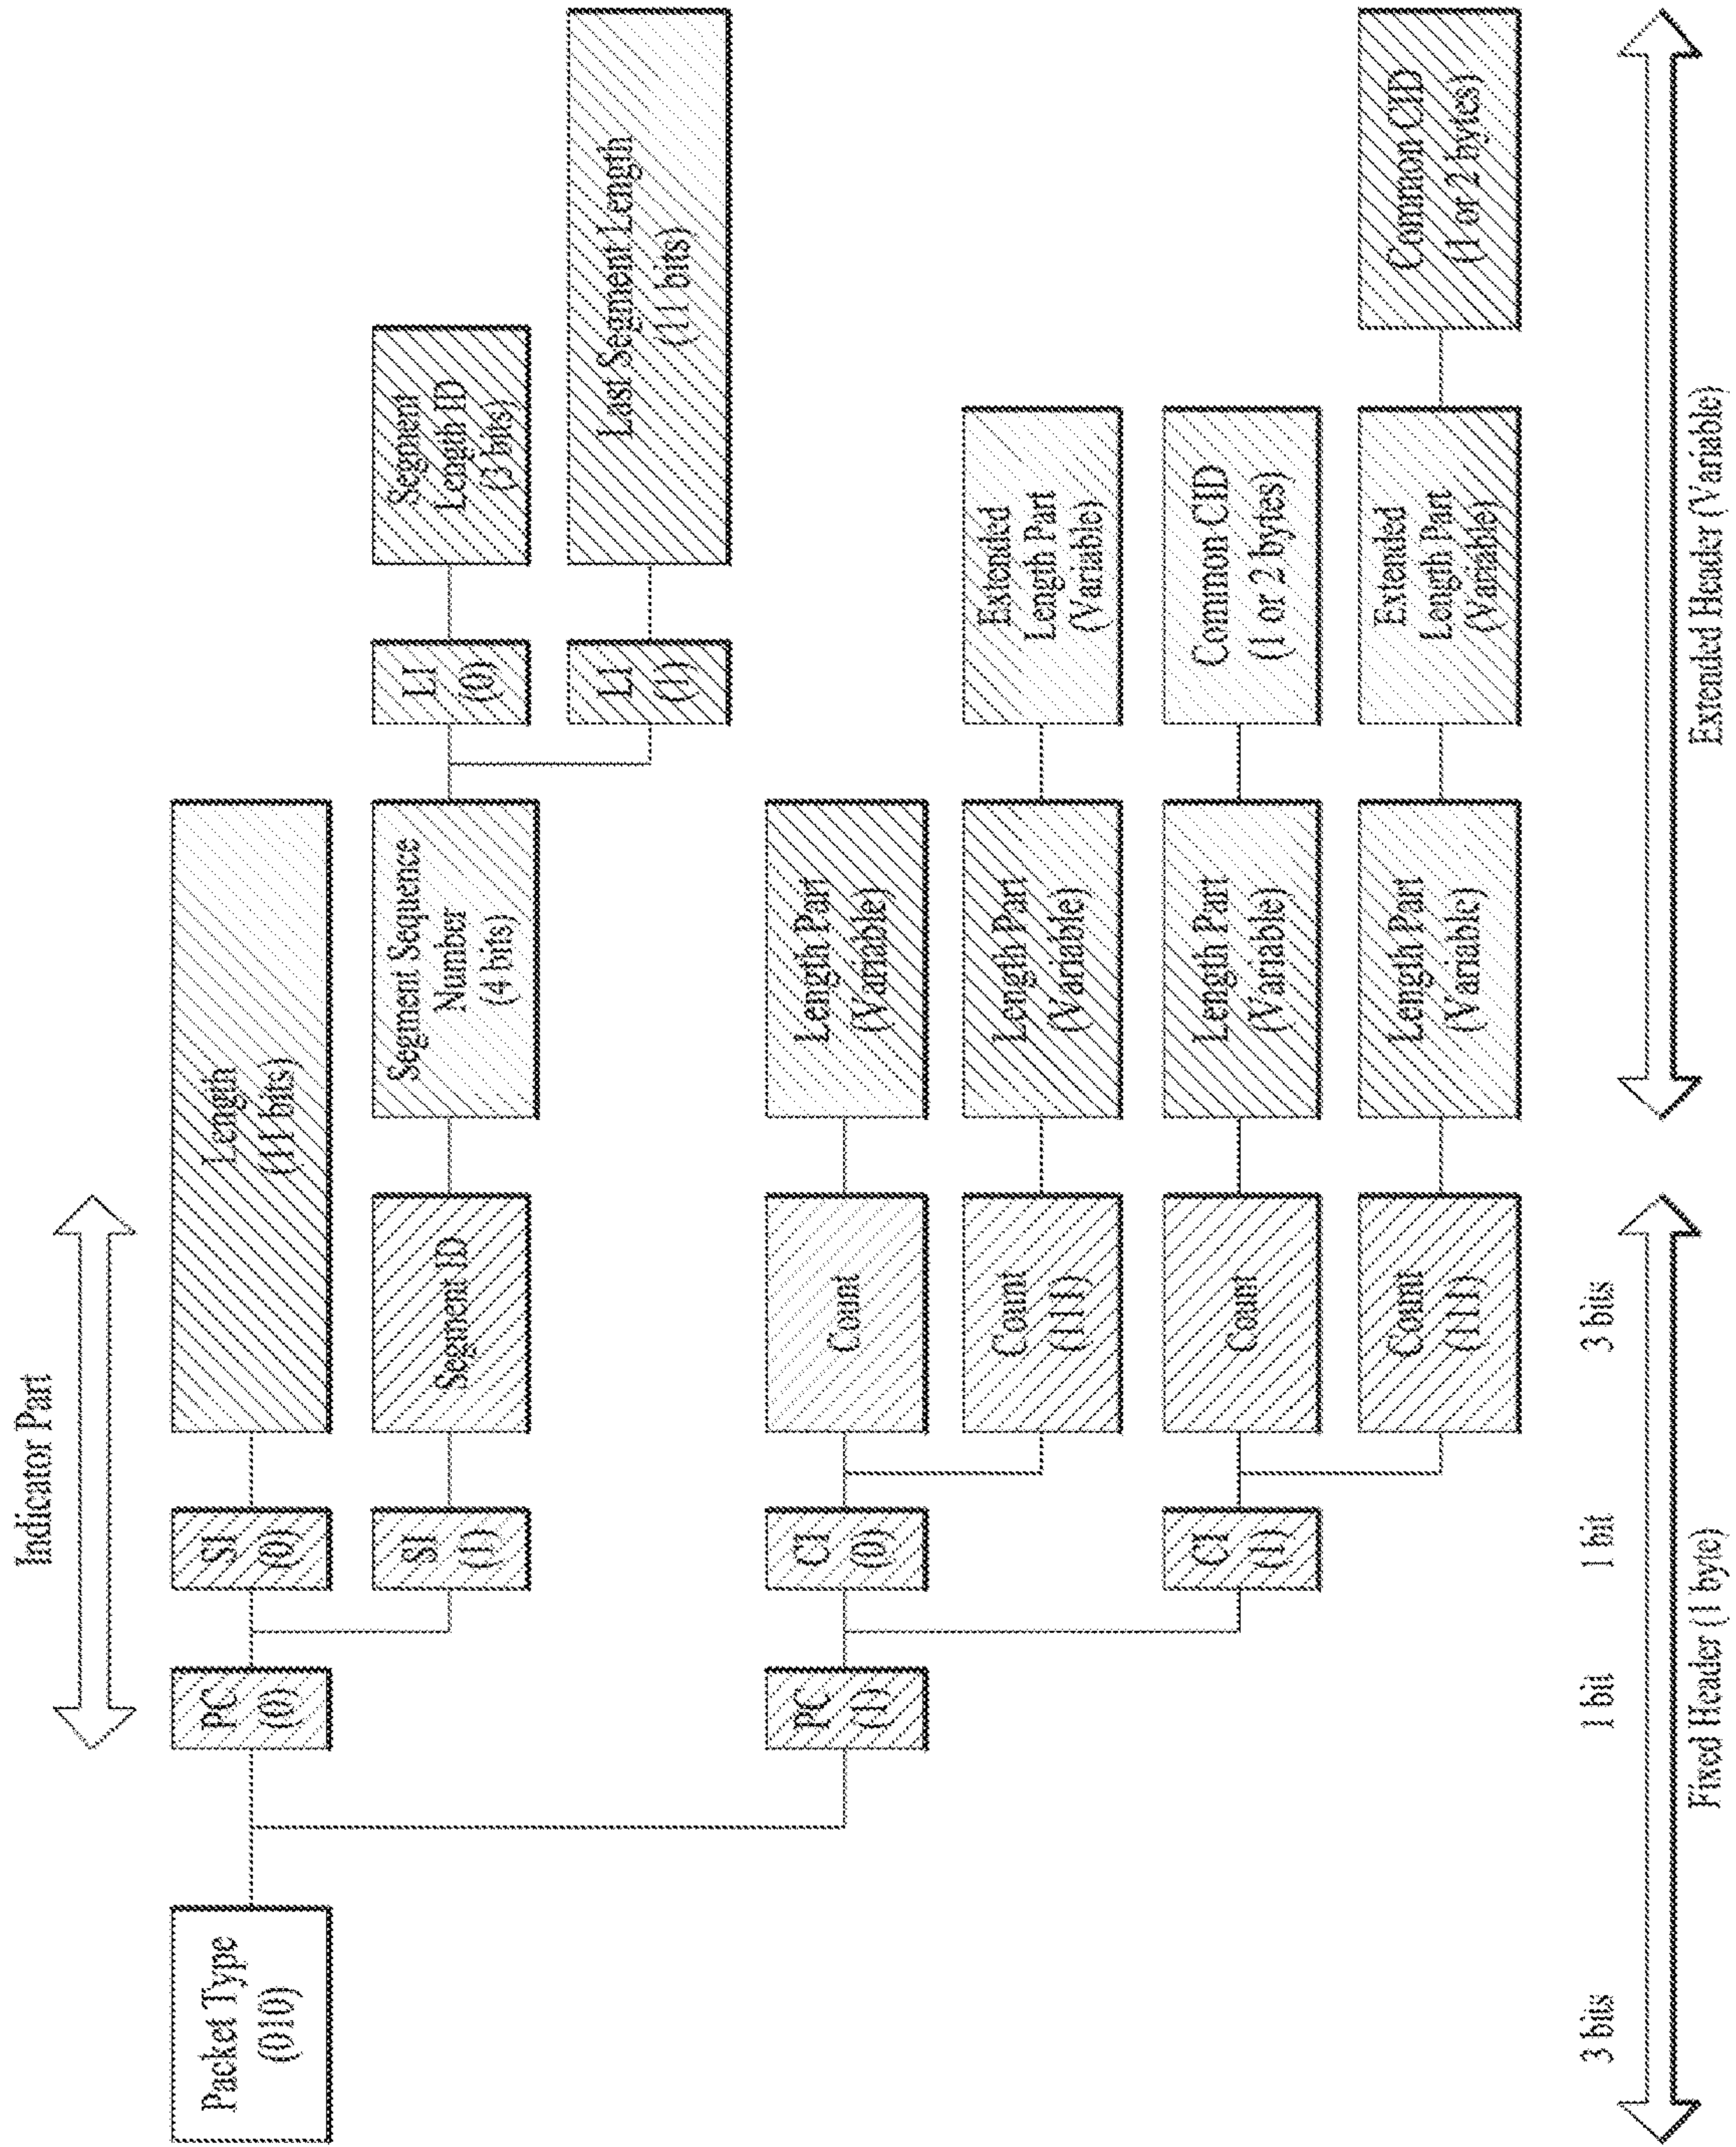 Indicator Part
Packet Type
(010)
PC
(0)
SI
(0)
Length
(11 bits)
SI
(1)
Segment ID
Segment Sequence
Number
(4 bits)
LI
(0)
Segment
Length ID
(3 bits)
LI
(1)
Last Segment Length
(11 bits)
PC
(1)
CI
(0)
Count
Length Part
(Variable)
Count
(111)
Length Part
(Variable)
Extended
Length Part
(Variable)
CI
(1)
Count
Length Part
(Variable)
Common CID
(1 or 2 bytes)
Count
(111)
Length Part
(Variable)
Extended
Length Part
(Variable)
Common CID
(1 or 2 bytes)
3 bits
1 bit
1 bit
3 bits
Fixed Header (1 byte)
Extended Header (Variable)